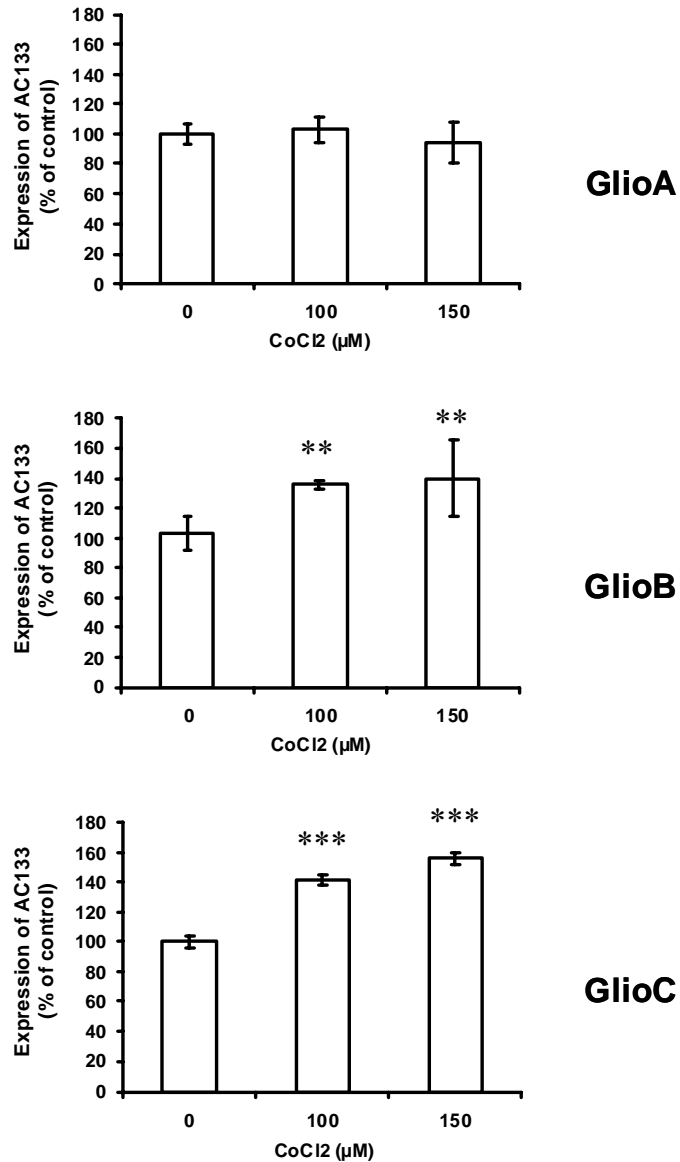 Expression of AC133
(% of control)
180
160
140
120
100
80
60
40
20
0
0 100 150
CoCl2 (µM)
GlioA
Expression of AC133
(% of control)
180
160
140
120
100
80
60
40
20
0
** **
0 100 150
CoCl2 (µM)
GlioB
Expression of AC133
(% of control)
180
160
140
120
100
80
60
40
20
0
*** ***
0 100 150
CoCl2 (µM)
GlioC